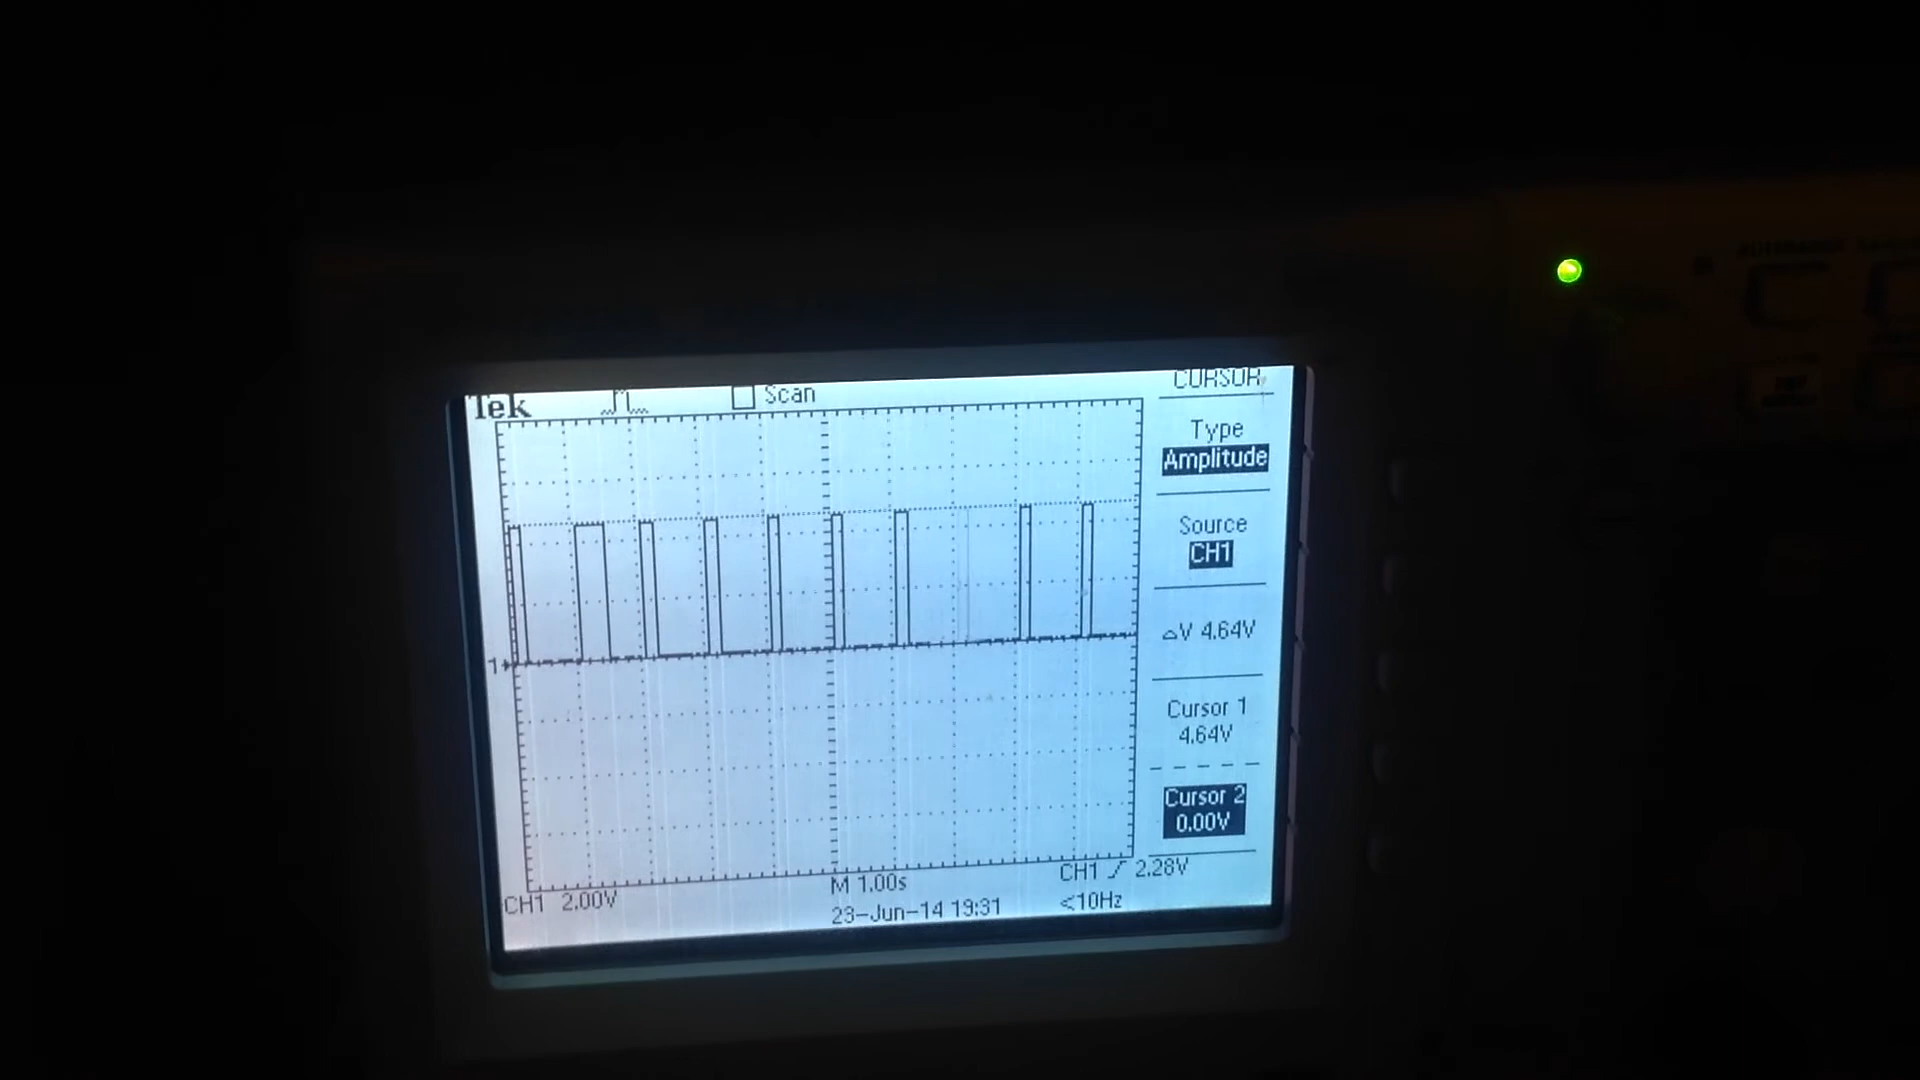 Tek Scan CURSOR
Type
Amplitude
Source
CH1
△V 4.64V
1
Cursor 1
4.64V
Cursor 2
0.00V
CH1 2.00V M 1.00s CH1 2.28V
23-Jun-14 19:31 <10Hz